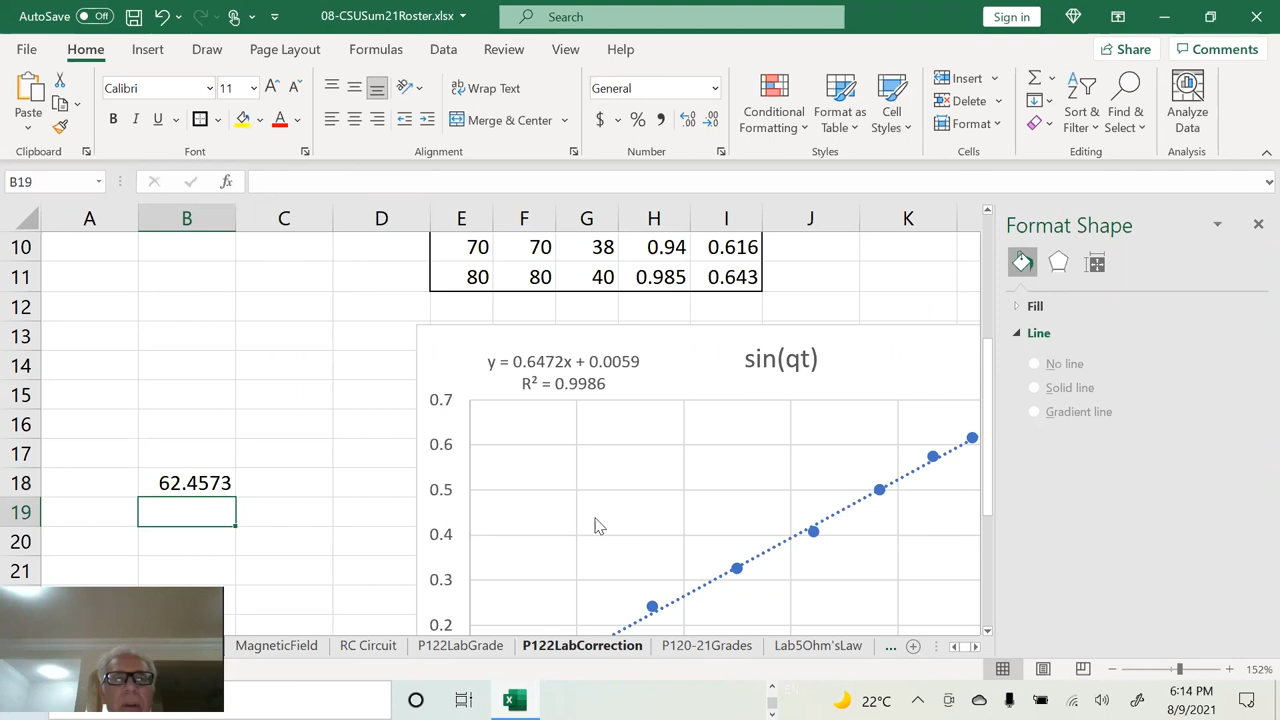 AutoSave Off 08-CSUSum21Roster.xlsx Search Sign in
File Home Insert Draw Page Layout Formulas Data Review View Help Share Comments
Paste
Clipboard
Calibri 11
B I U
Font
Wrap Text
Merge & Center
Alignment
General
$ % ,
Number
Conditional Formatting
Format as Table
Cell Styles
Styles
Insert
Delete
Format
Cells
Sort & Filter
Find & Select
Editing
Analyze Data
Analysis
B19 fx
A B C D E F G H I J K
10 70 70 38 0.94 0.616
11 80 80 40 0.985 0.643
12
13
14
15
16
17
18 62.4573
19
20
21
y = 0.6472x + 0.0059
R² = 0.9986
sin(qt)
0.7
0.6
0.5
0.4
0.3
0.2
Format Shape
Fill
Line
No line
Solid line
Gradient line
MagneticField RC Circuit P122LabGrade P122LabCorrection P120-21Grades Lab5Ohm'sLaw ...
152%
22°C
6:14 PM
8/9/2021